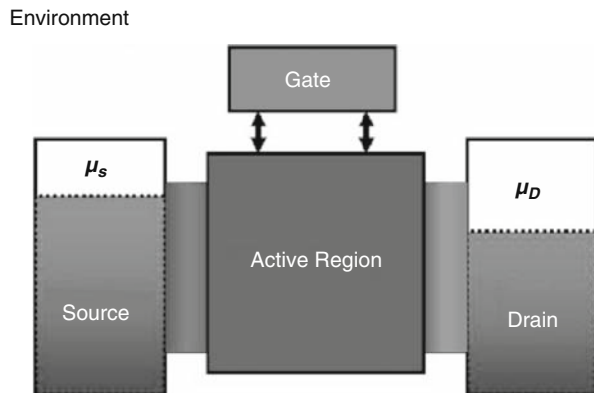 Environment
Gate
μs
μD
Active Region
Source
Drain